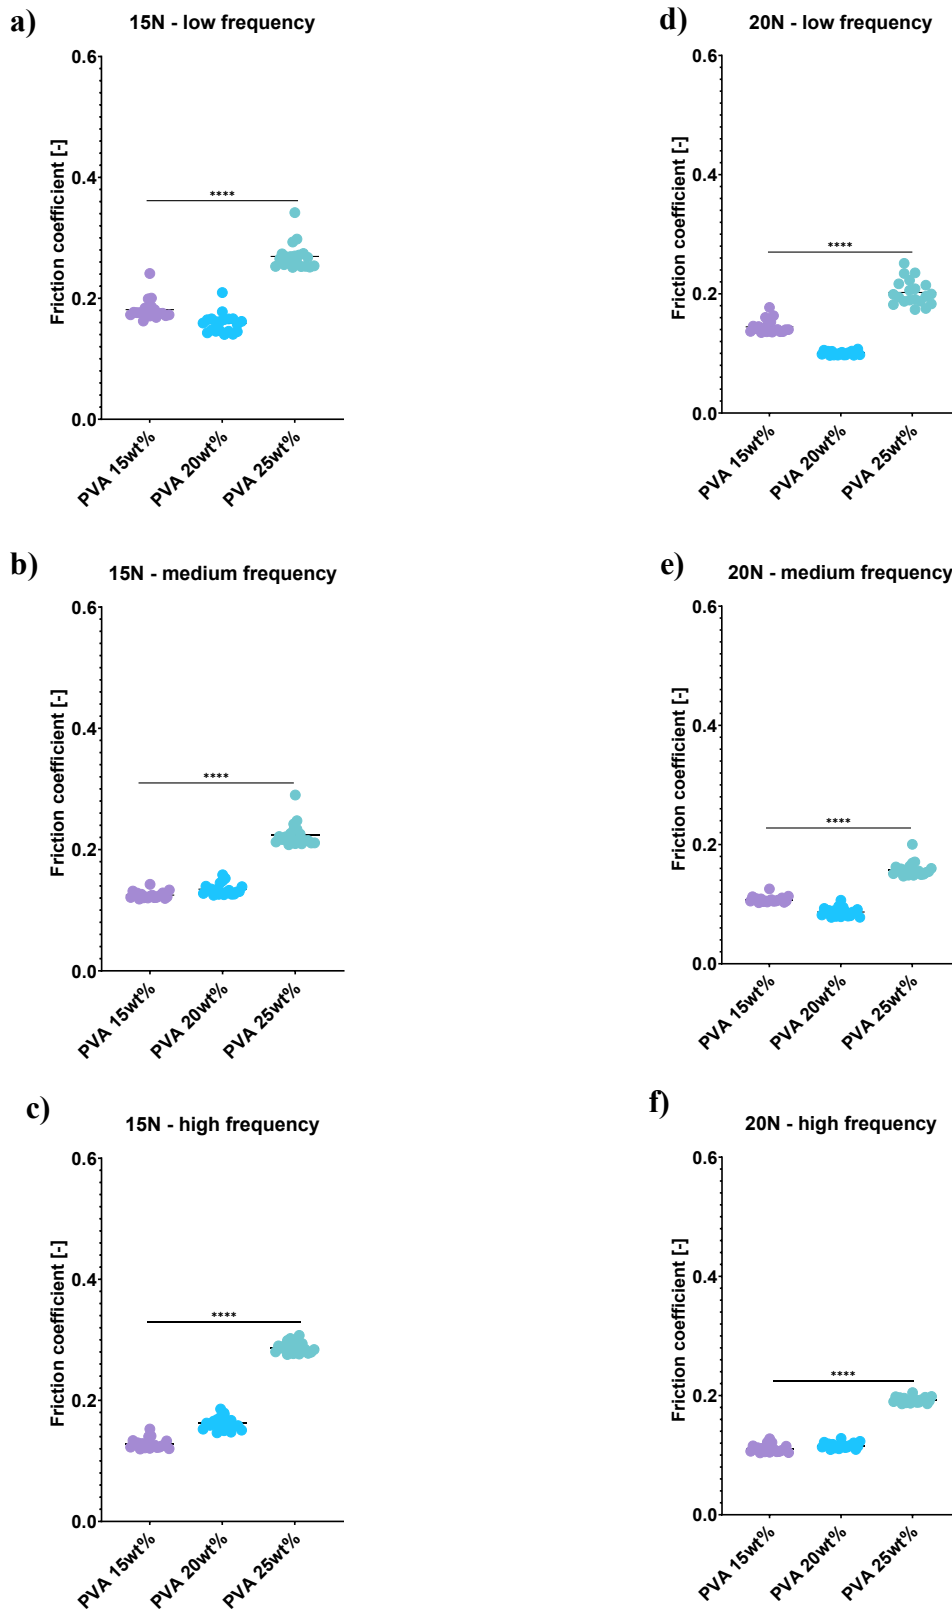 a)
15N - low frequency
Friction coefficient [-]
0.6
0.4
0.2
0.0
****
PVA 15wt%
PVA 20wt%
PVA 25wt%
d)
20N - low frequency
Friction coefficient [-]
0.6
0.4
0.2
0.0
****
PVA 15wt%
PVA 20wt%
PVA 25wt%
b)
15N - medium frequency
Friction coefficient [-]
0.6
0.4
0.2
0.0
****
PVA 15wt%
PVA 20wt%
PVA 25wt%
e)
20N - medium frequency
Friction coefficient [-]
0.6
0.4
0.2
0.0
****
PVA 15wt%
PVA 20wt%
PVA 25wt%
c)
15N - high frequency
Friction coefficient [-]
0.6
0.4
0.2
0.0
****
PVA 15wt%
PVA 20wt%
PVA 25wt%
f)
20N - high frequency
Friction coefficient [-]
0.6
0.4
0.2
0.0
****
PVA 15wt%
PVA 20wt%
PVA 25wt%